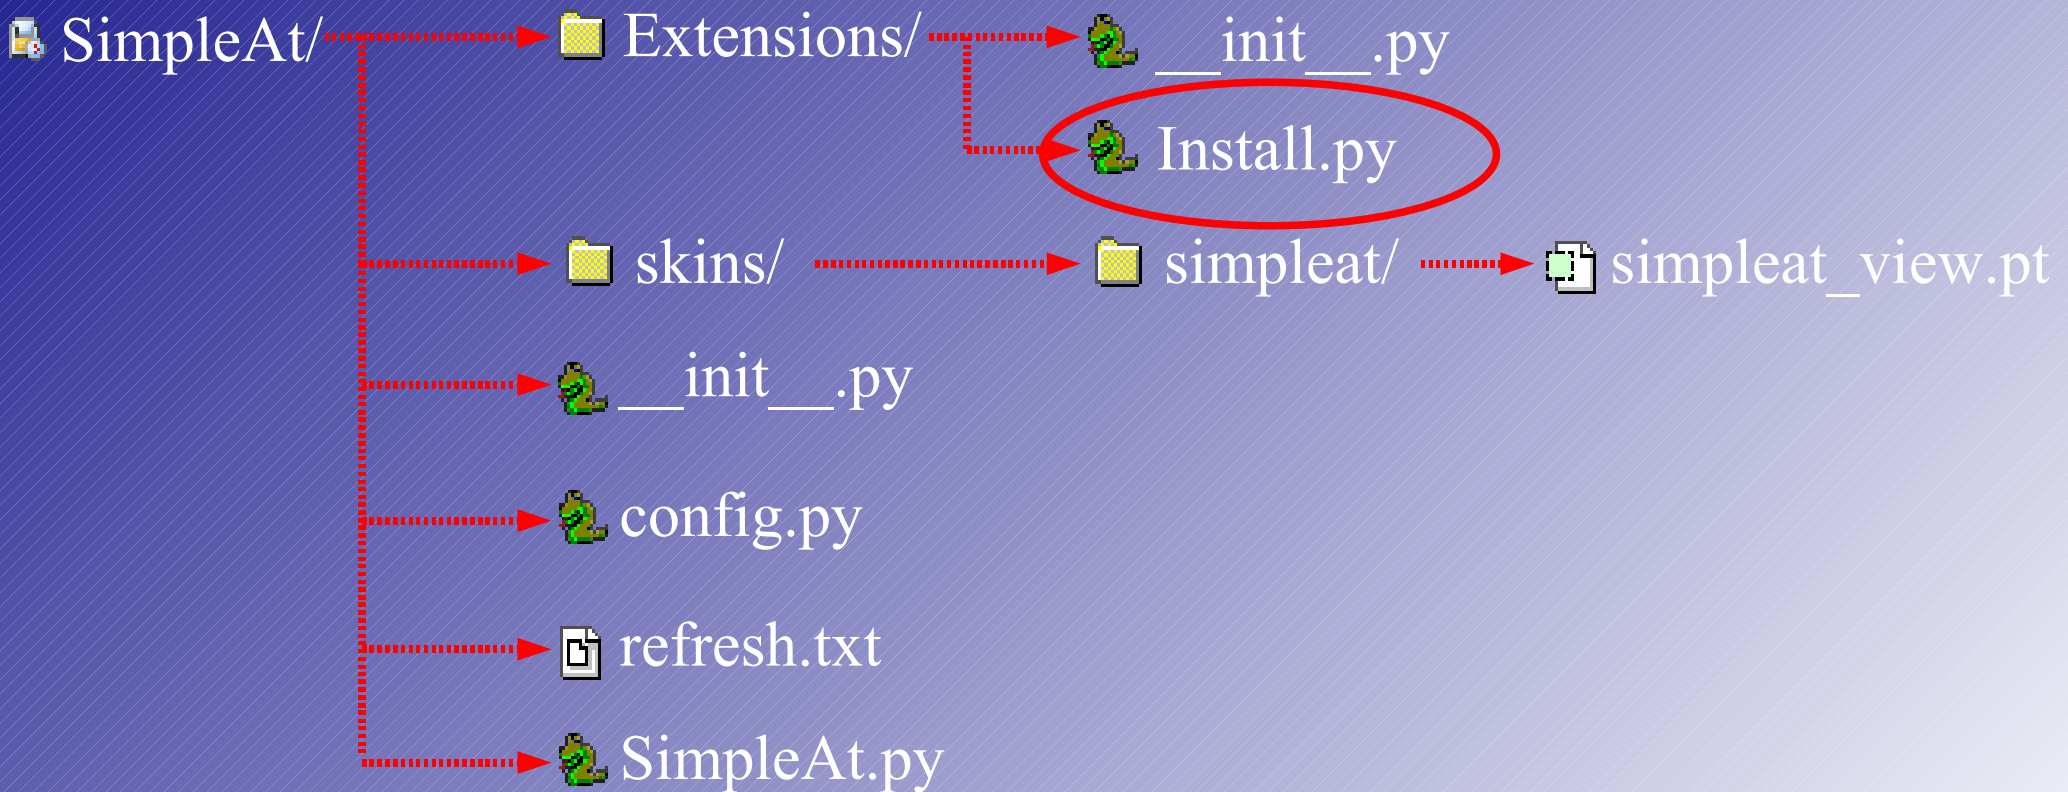 SimpleAt/ Extensions/ __init__.py
Install.py
skins/ simpleat/ simpleat_view.pt
__init__.py
config.py
refresh.txt
SimpleAt.py